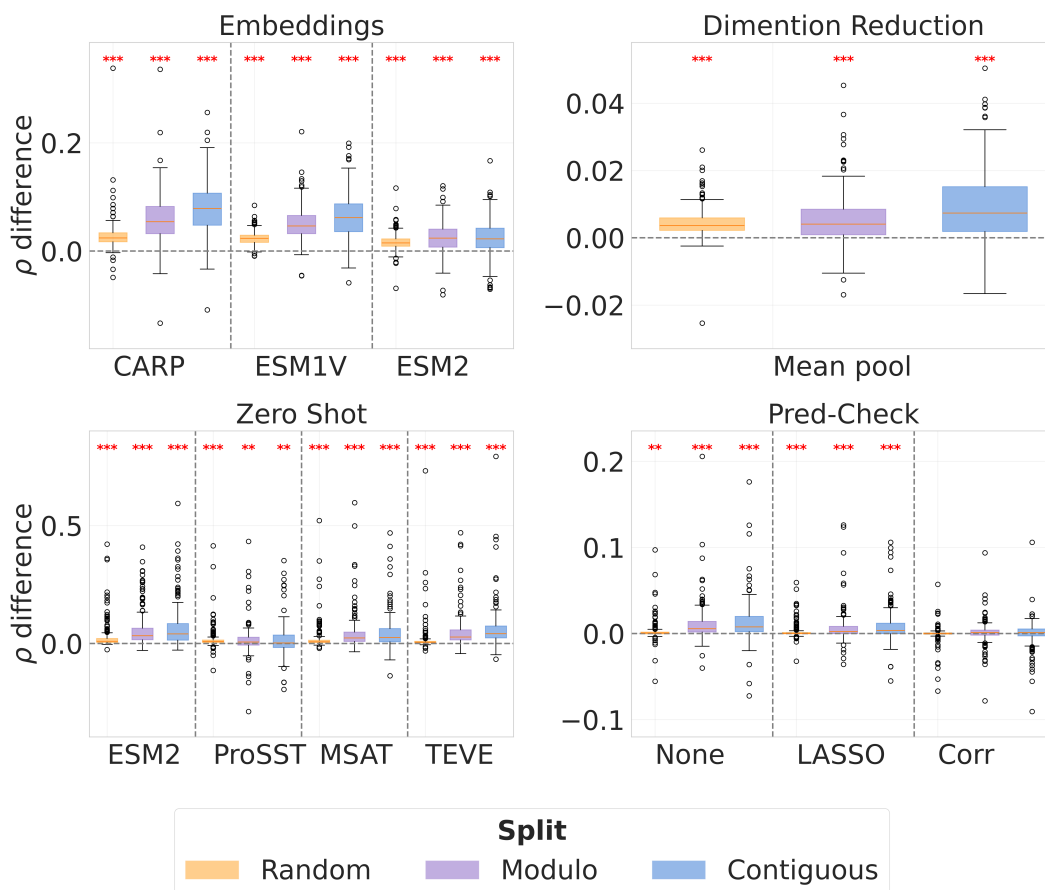 Embeddings
*** *** *** *** *** *** *** *** ***
0.2
0.0
ρ difference
CARP ESM1V ESM2
Dimention Reduction
*** *** ***
0.04
0.02
0.00
−0.02
Mean pool
Zero Shot
*** *** *** *** ** ** *** *** *** *** *** ***
0.5
0.0
ρ difference
ESM2 ProSST MSAT TEVE
Pred-Check
** *** *** *** *** ***
0.2
0.1
0.0
−0.1
None LASSO Corr
Split
Random Modulo Contiguous